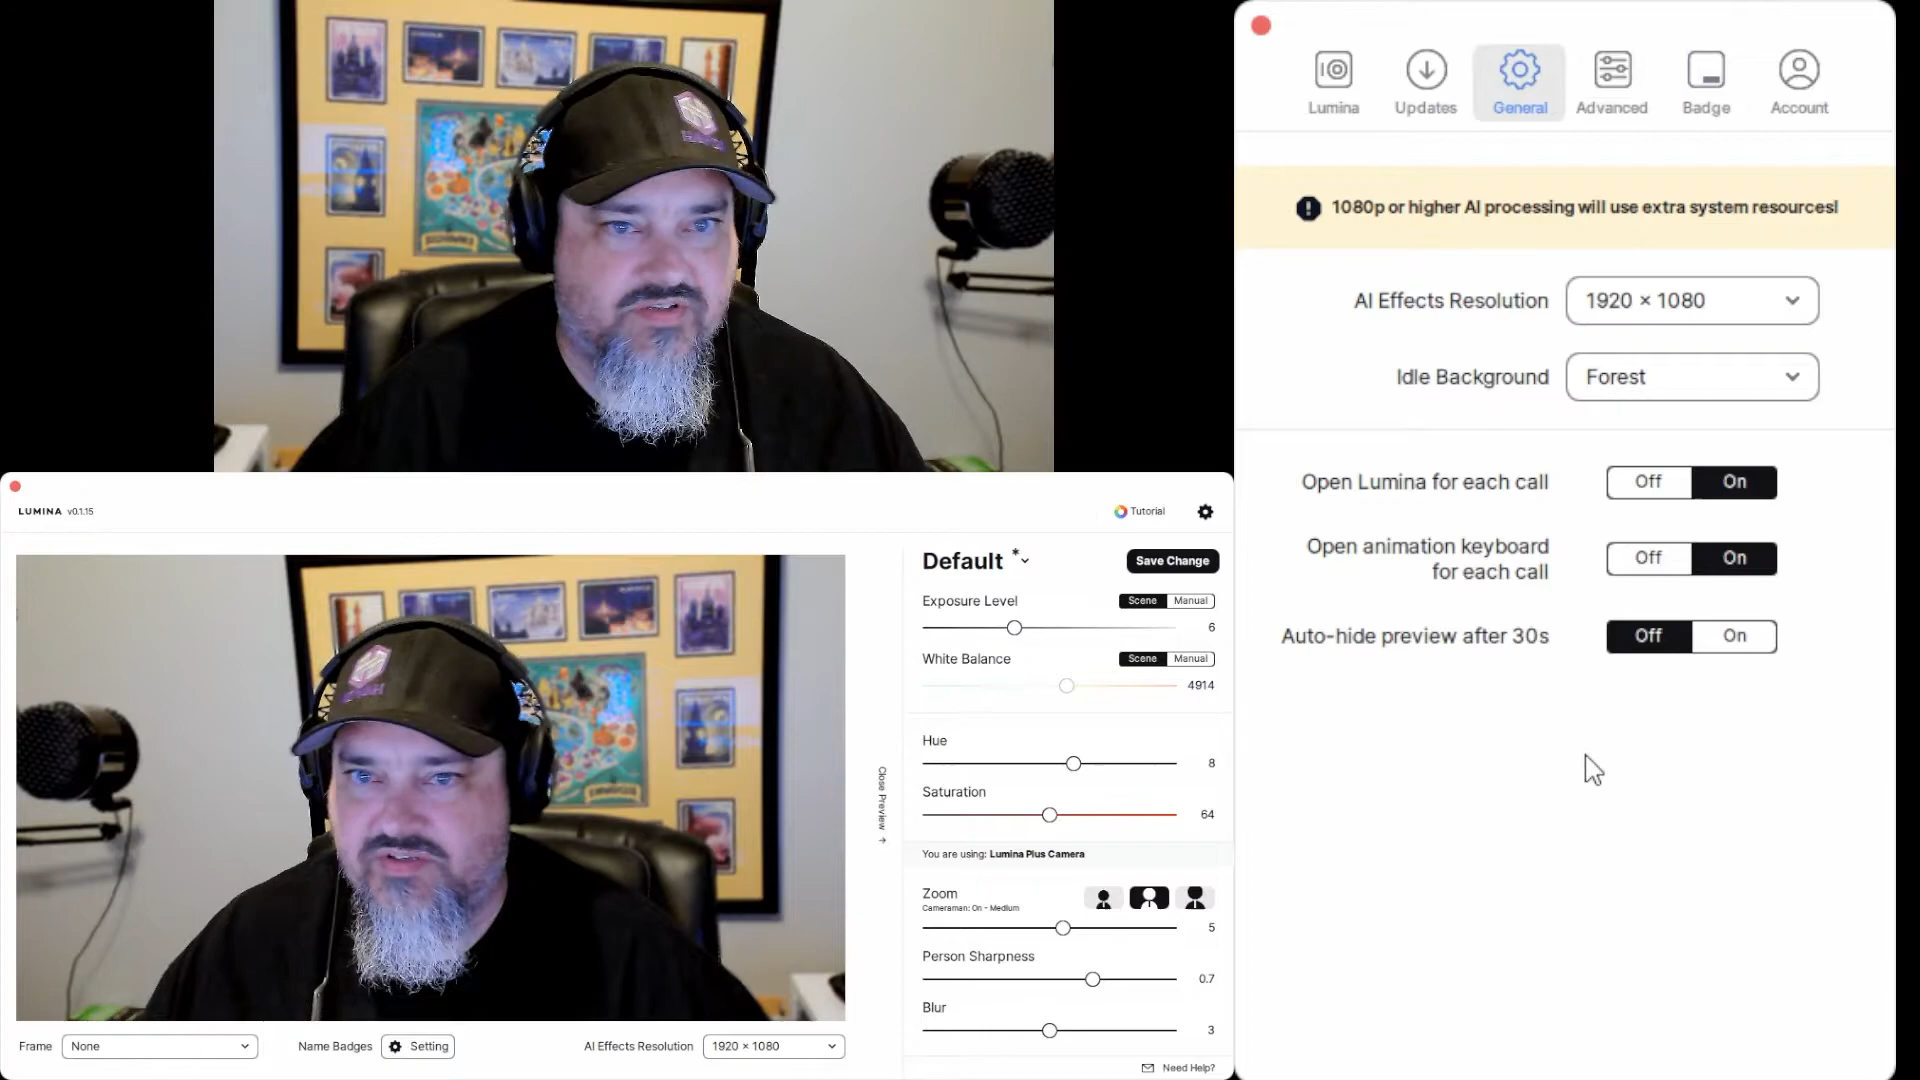 Lumina
Updates
General
Advanced
Badge
Account
1080p or higher AI processing will use extra system resources!
AI Effects Resolution
1920 × 1080
Idle Background
Forest
Open Lumina for each call
Off
On
Open animation keyboard
for each call
Off
On
Auto-hide preview after 30s
Off
On
LUMINA v0.1.15
Tutorial
Default *
Save Change
Exposure Level
Scene
Manual
6
White Balance
Scene
Manual
4914
Hue
8
Saturation
64
You are using: Lumina Plus Camera
Zoom
Cameraman: On - Medium
5
Person Sharpness
0.7
Blur
3
Close Preview
Frame
None
Name Badges
Setting
AI Effects Resolution
1920 × 1080
Need Help?